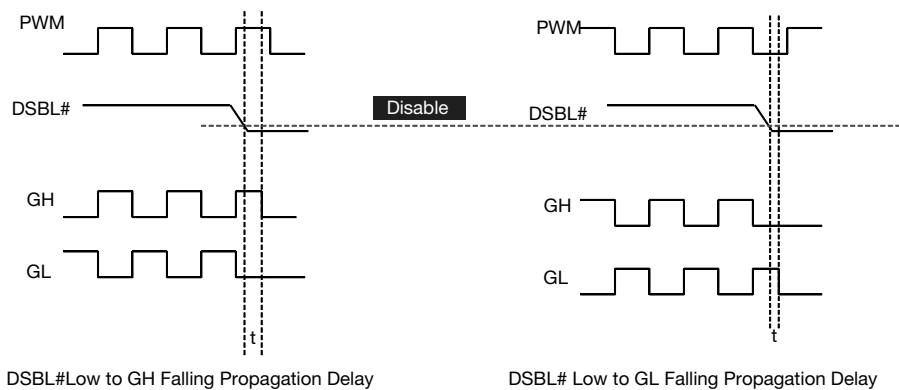 PWM
DSBL#
GH
GL
t
DSBL#Low to GH Falling Propagation Delay
Disable
PWM
DSBL#
GH
GL
t
DSBL# Low to GL Falling Propagation Delay